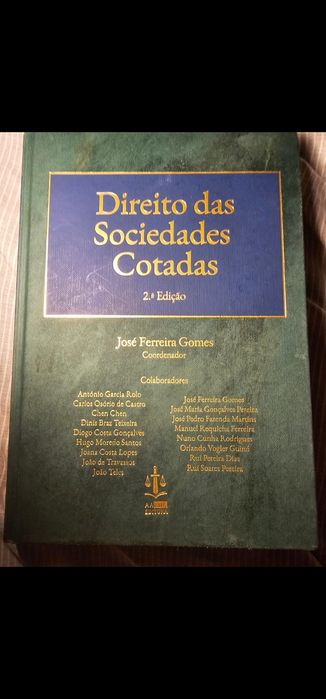 Direito das
Sociedades
Cotadas
2.ª Edição
José Ferreira Gomes
Coordenador
Colaboradores
António Garcia Rolo
Carlos Osório de Castro
Chen Chen
Dinis Braz Teixeira
Diogo Costa Gonçalves
Hugo Moredo Santos
Joana Costa Lopes
João de Travassos
João Teles
José Ferreira Gomes
José Maria Gonçalves Pereira
José Pedro Fazenda Martins
Manuel Requicha Ferreira
Nuno Cunha Rodrigues
Orlando Vogler Guiné
Rui Pereira Dias
Rui Soares Pereira
EDITORA